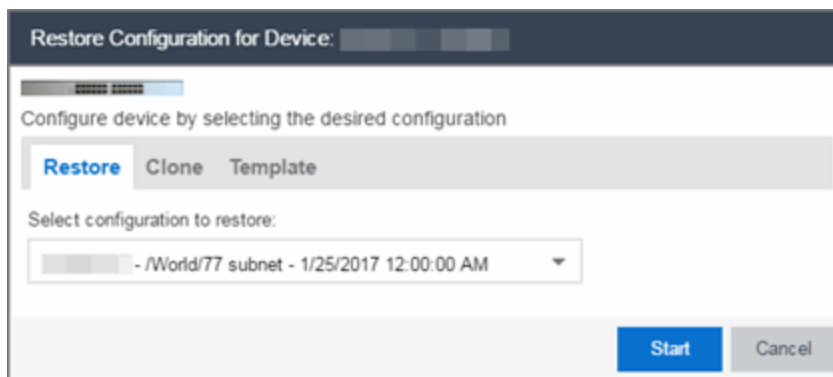 Restore Configuration for Device:
Configure device by selecting the desired configuration
Restore Clone Template
Select configuration to restore:
- /World/77 subnet - 1/25/2017 12:00:00 AM
Start Cancel